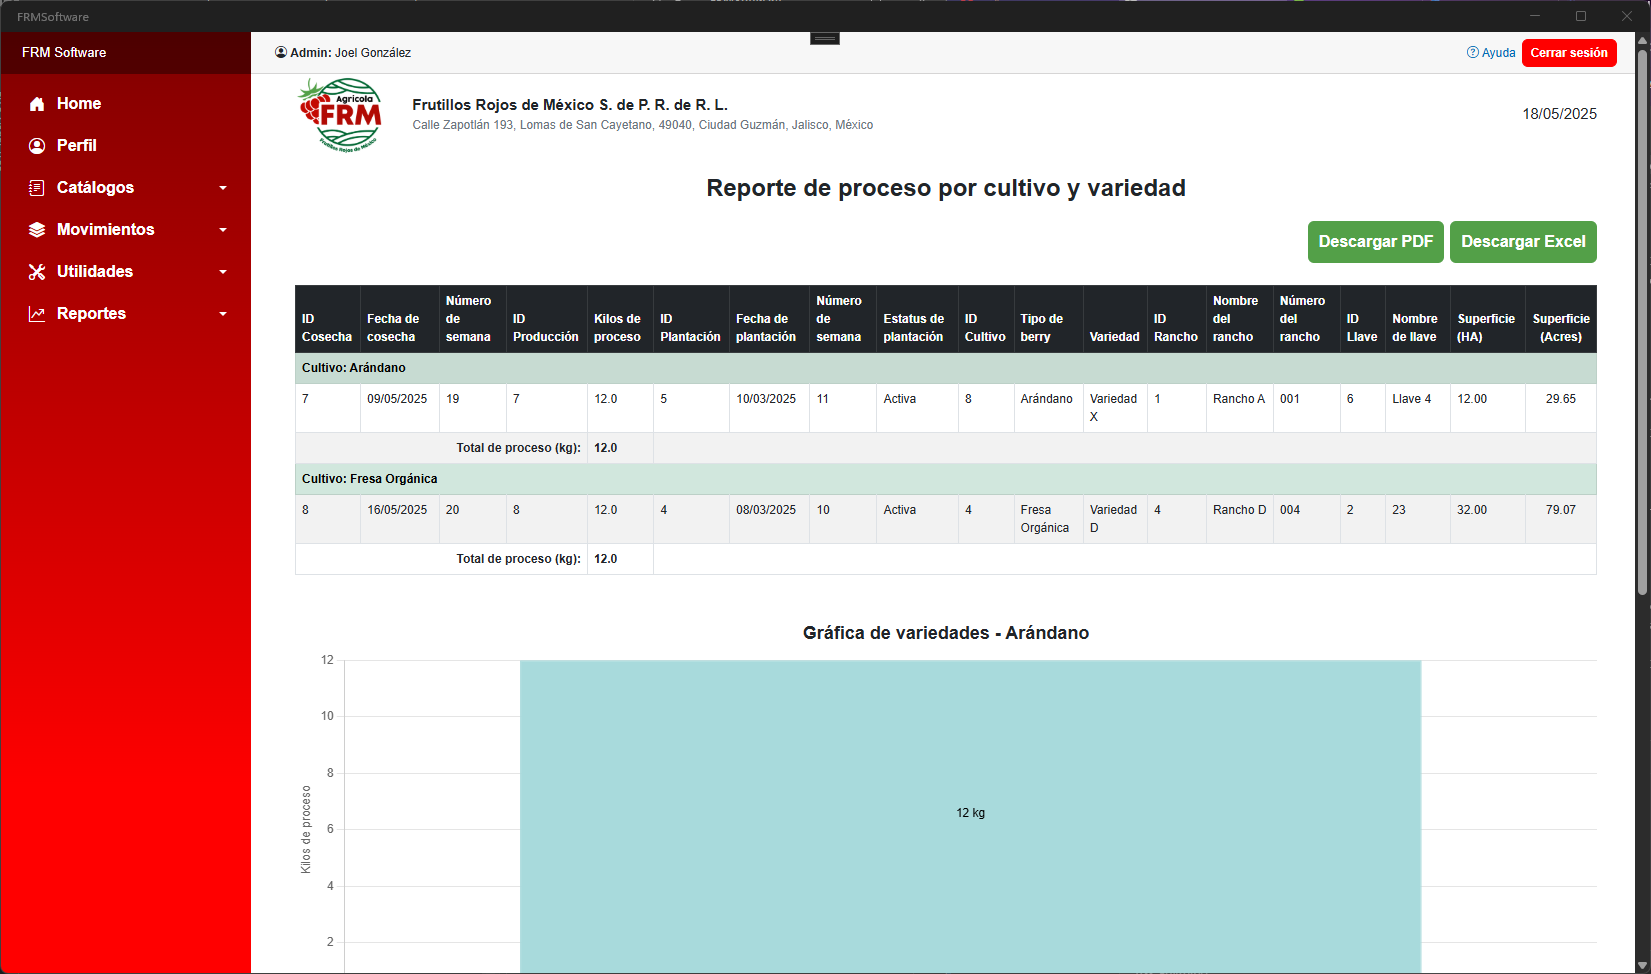 FRMSoftware
FRM Software
Admin: Joel González
Ayuda
Cerrar sesión
Home
Perfil
Catálogos
Movimientos
Utilidades
Reportes
Agrícola
FRM
Frutillos Rojos de México
Frutillos Rojos de México S. de P. R. de R. L.
Calle Zapotlán 193, Lomas de San Cayetano, 49040, Ciudad Guzmán, Jalisco, México
18/05/2025
Reporte de proceso por cultivo y variedad
Descargar PDF
Descargar Excel
ID Cosecha Fecha de cosecha Número de semana ID Producción Kilos de proceso ID Plantación Fecha de plantación Número de semana Estatus de plantación ID Cultivo Tipo de berry Variedad ID Rancho Nombre del rancho Número del rancho ID Llave Nombre de llave Superficie (HA) Superficie (Acres)
Cultivo: Arándano
7 09/05/2025 19 7 12.0 5 10/03/2025 11 Activa 8 Arándano Variedad X 1 Rancho A 001 6 Llave 4 12.00 29.65
Total de proceso (kg): 12.0
Cultivo: Fresa Orgánica
8 16/05/2025 20 8 12.0 4 08/03/2025 10 Activa 4 Fresa Orgánica Variedad D 4 Rancho D 004 2 23 32.00 79.07
Total de proceso (kg): 12.0
Gráfica de variedades - Arándano
12
10
8
6
4
2
Kilos de proceso
12 kg